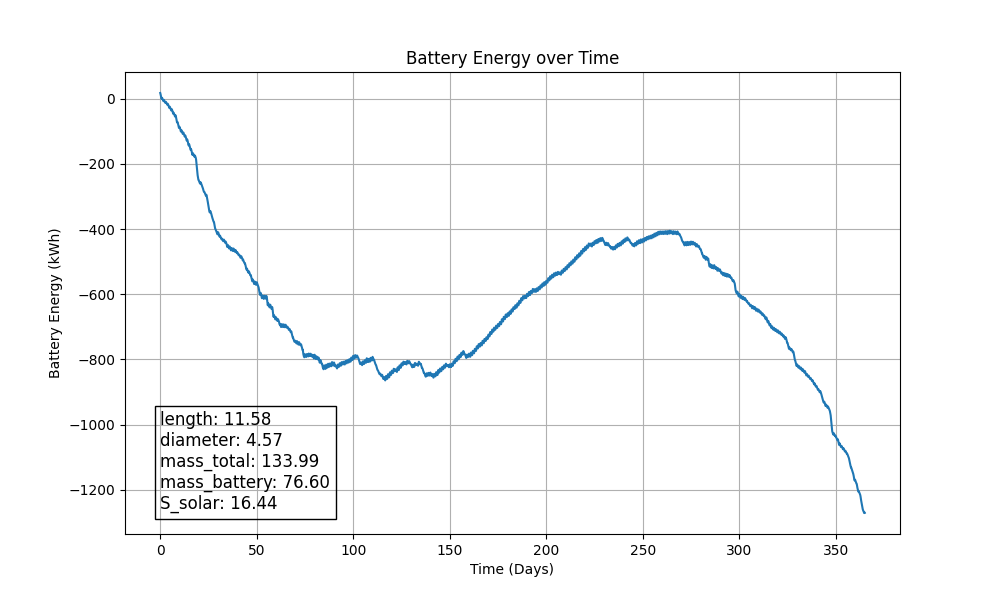 Battery Energy over Time
Battery Energy (kWh)
0
−200
−400
−600
−800
−1000
−1200
length: 11.58
diameter: 4.57
mass_total: 133.99
mass_battery: 76.60
S_solar: 16.44
0 50 100 150 200 250 300 350
Time (Days)